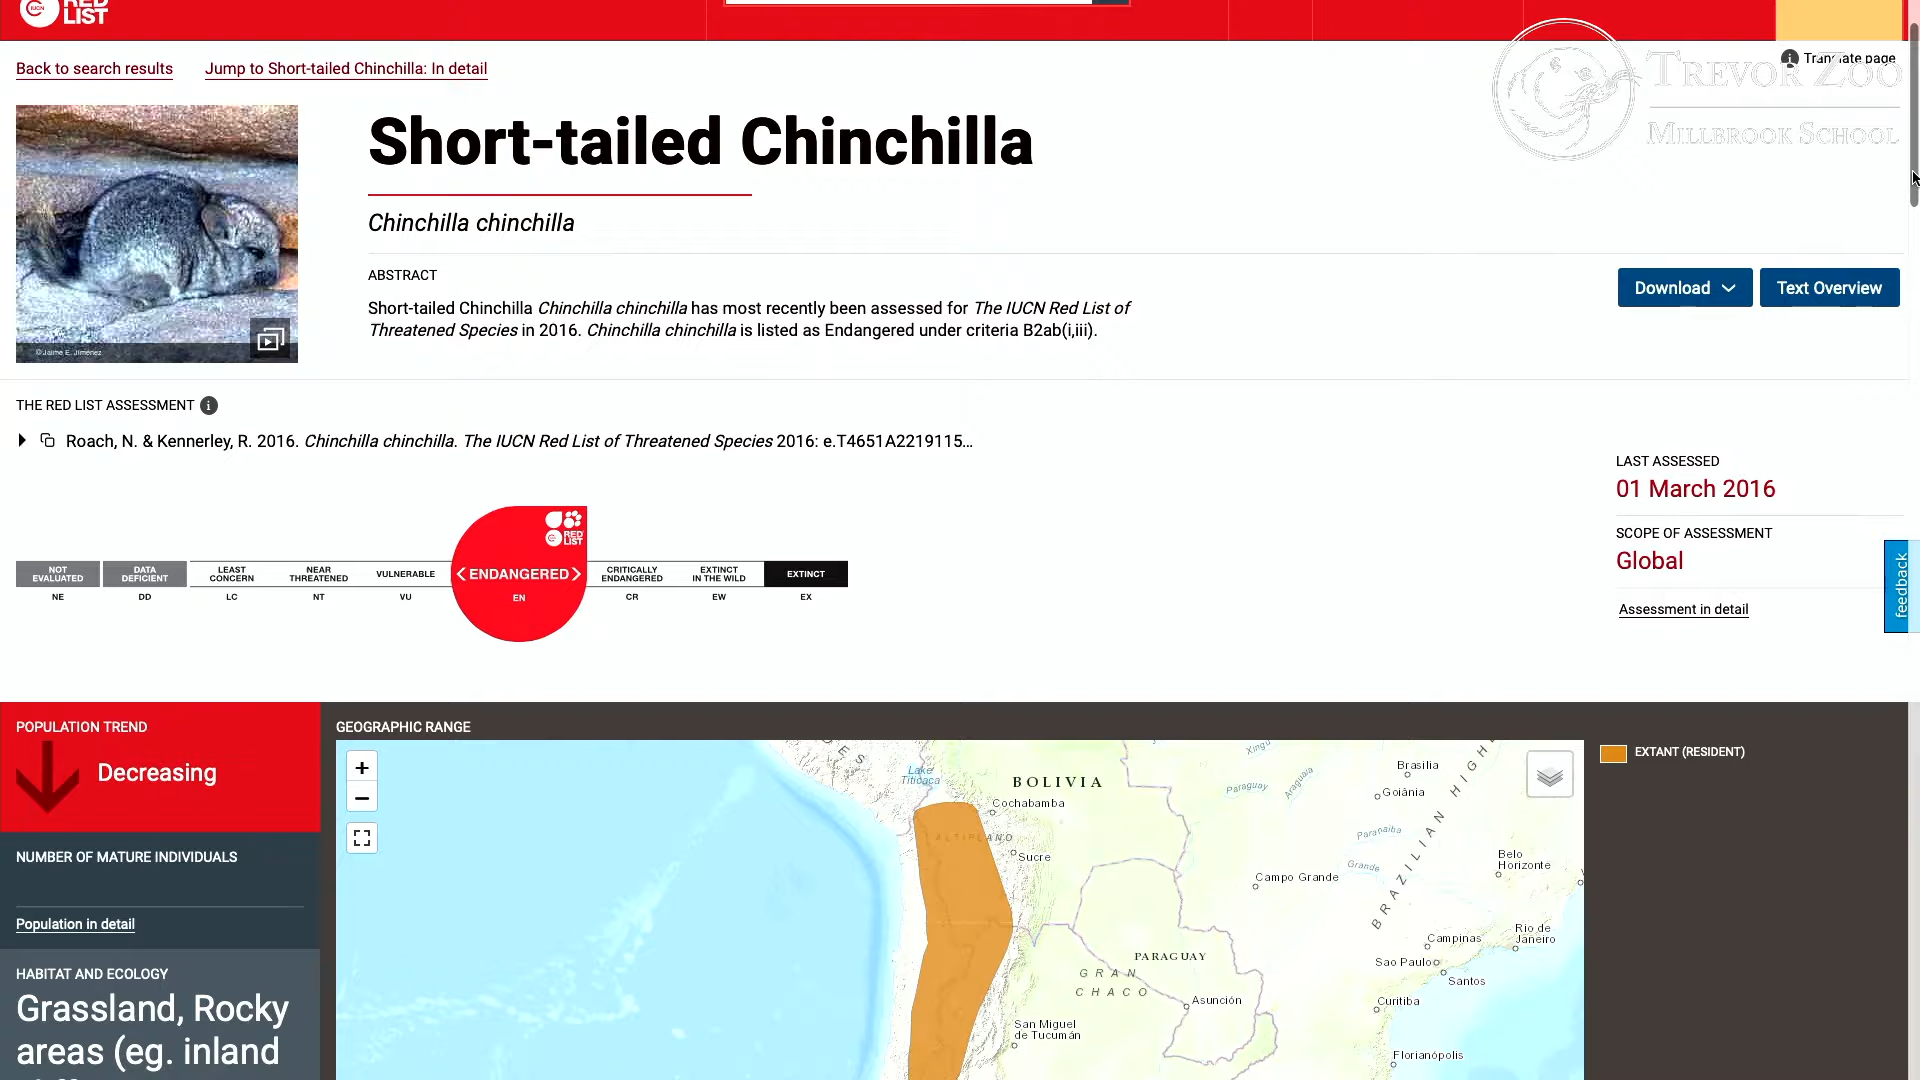 IUCN
RED
LIST
TREVOR ZOO
MILLBROOK SCHOOL
Translate page
Back to search results
Jump to Short-tailed Chinchilla: In detail
Short-tailed Chinchilla
Chinchilla chinchilla
ABSTRACT
Short-tailed Chinchilla Chinchilla chinchilla has most recently been assessed for The IUCN Red List of
Threatened Species in 2016. Chinchilla chinchilla is listed as Endangered under criteria B2ab(i,iii).
Download
Text Overview
© Jaime E. Jiménez
THE RED LIST ASSESSMENT
Roach, N. & Kennerley, R. 2016. Chinchilla chinchilla. The IUCN Red List of Threatened Species 2016: e.T4651A2219115...
LAST ASSESSED
01 March 2016
SCOPE OF ASSESSMENT
Global
Assessment in detail
feedback
RED
LIST
NOT
EVALUATED
NE
DATA
DEFICIENT
DD
LEAST
CONCERN
LC
NEAR
THREATENED
NT
VULNERABLE
VU
<ENDANGERED>
EN
CRITICALLY
ENDANGERED
CR
EXTINCT
IN THE WILD
EW
EXTINCT
EX
POPULATION TREND
Decreasing
NUMBER OF MATURE INDIVIDUALS
Population in detail
HABITAT AND ECOLOGY
Grassland, Rocky
areas (eg. inland
GEOGRAPHIC RANGE
+
−
EXTANT (RESIDENT)
Lake
Titicaca
BOLIVIA
Cochabamba
ALTIPLANO
Sucre
Xingu
Paraguay
Araguaia
Brasilia
Goiânia
Paranaiba
Grande
Belo
Horizonte
Campo Grande
BRAZILIAN HIGH
Rio de
Janeiro
Campinas
Sao Paulo
Santos
PARAGUAY
GRAN
CHACO
Asunción
Curitiba
San Miguel
de Tucumán
Florianópolis